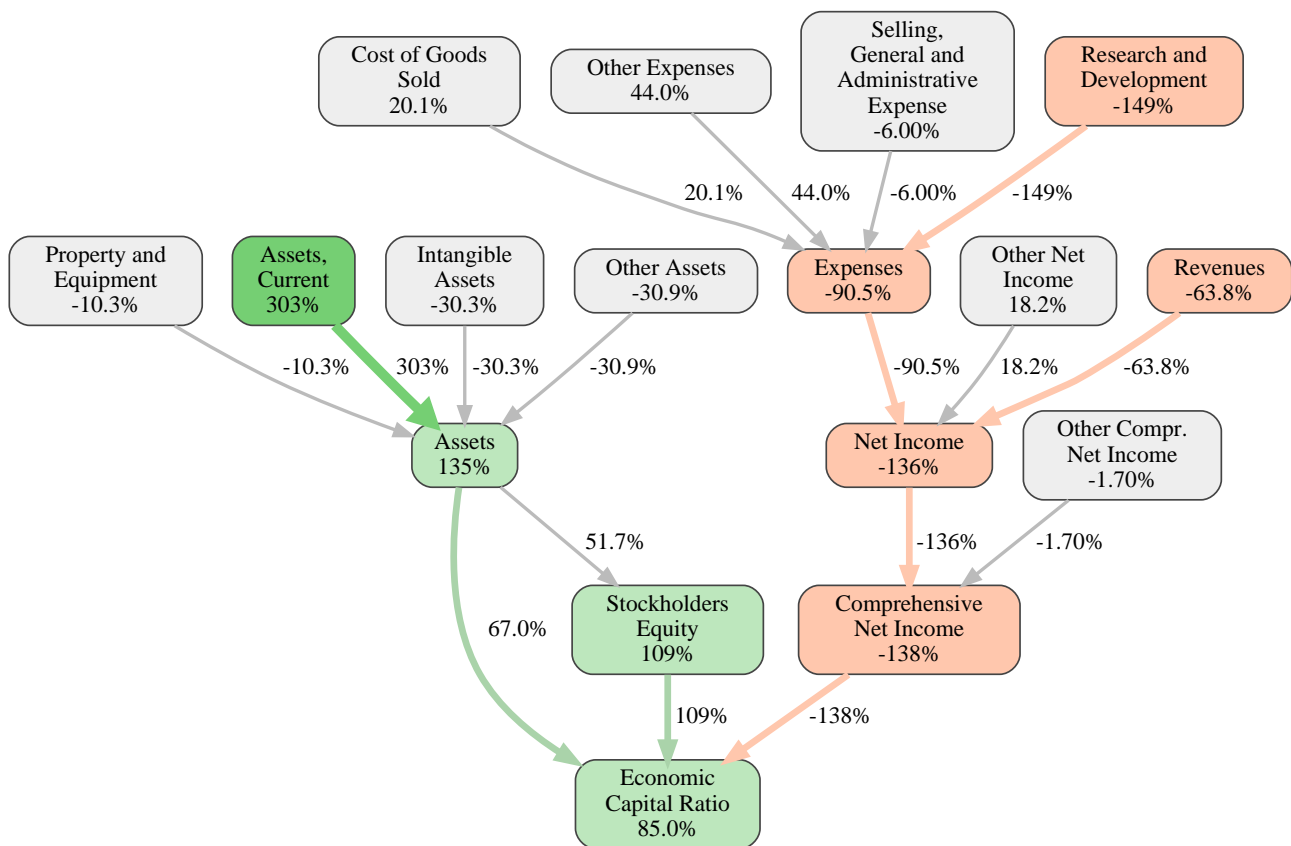 Cost of Goods
Sold
20.1%
Other Expenses
44.0%
Selling,
General and
Administrative
Expense
-6.00%
Research and
Development
-149%
20.1%
44.0%
-6.00%
-149%
Property and
Equipment
-10.3%
Assets,
Current
303%
Intangible
Assets
-30.3%
Other Assets
-30.9%
Expenses
-90.5%
Other Net
Income
18.2%
Revenues
-63.8%
-10.3%
303%
-30.3%
-30.9%
-90.5%
18.2%
-63.8%
Assets
135%
Net Income
-136%
Other Compr.
Net Income
-1.70%
51.7%
-136%
-1.70%
67.0%
Stockholders
Equity
109%
Comprehensive
Net Income
-138%
109%
-138%
Economic
Capital Ratio
85.0%